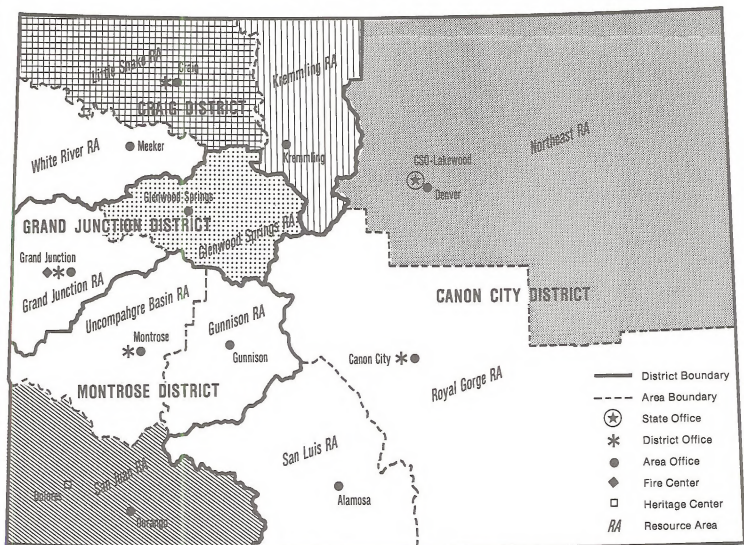 Little Snake RA
Craig
CRAIG DISTRICT
Kremmling RA
Kremmling
White River RA
Meeker
Northeast RA
CSO-Lakewood
Denver
Glenwood Springs
GRAND JUNCTION DISTRICT
Glenwood Springs RA
Grand Junction
Grand Junction RA
Uncompahgre Basin RA
Montrose
Gunnison RA
Gunnison
MONTROSE DISTRICT
CANON CITY DISTRICT
Canon City
Royal Gorge RA
San Luis RA
Alamosa
San Juan RA
Dolores
Durango
District Boundary
Area Boundary
State Office
District Office
Area Office
Fire Center
Heritage Center
RA Resource Area